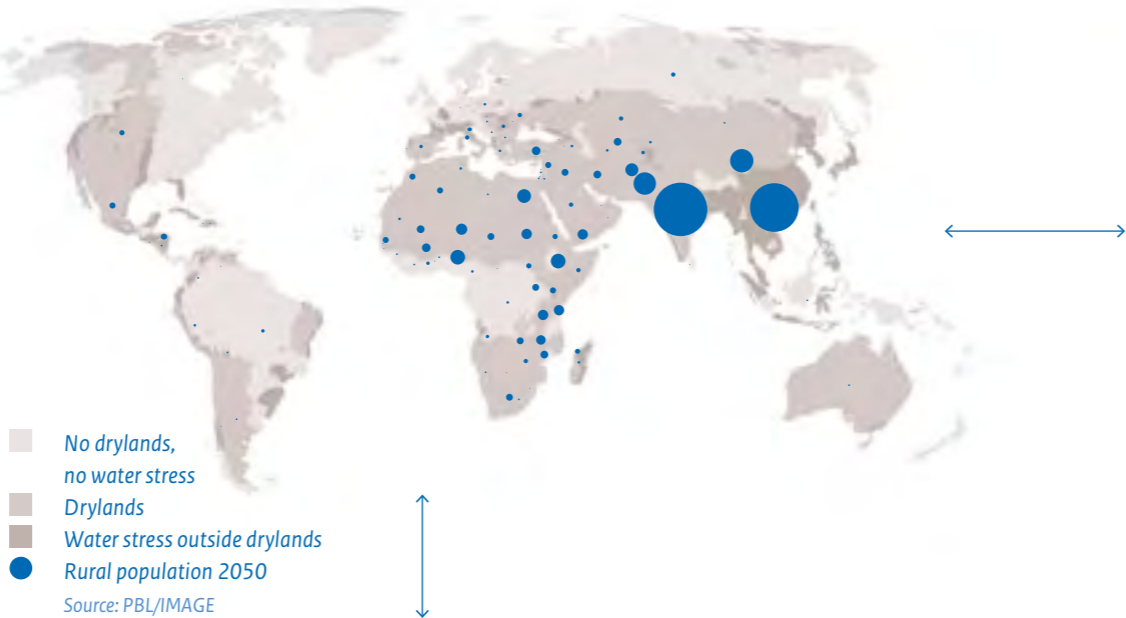 No drylands,
no water stress
Drylands
Water stress outside drylands
Rural population 2050
Source: PBL/IMAGE